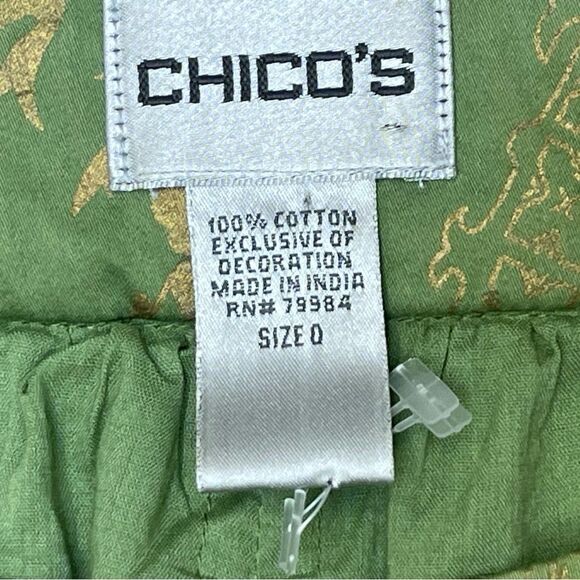 CHICO'S
100% COTTON
EXCLUSIVE OF
DECORATION
MADE IN INDIA
RN# 79984
SIZE 0